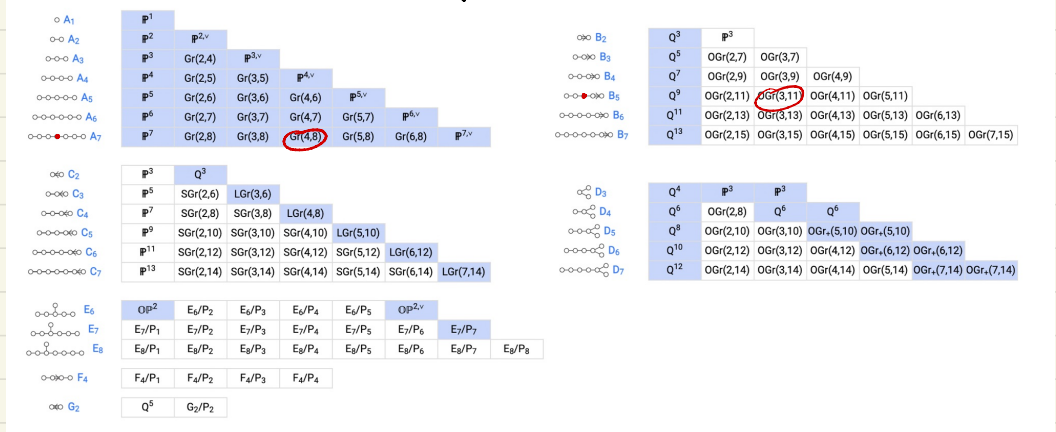 A₁ ℙ¹
A₂ ℙ² ℙ²,ᵛ
A₃ ℙ³ Gr(2,4) ℙ³,ᵛ
A₄ ℙ⁴ Gr(2,5) Gr(3,5) ℙ⁴,ᵛ
A₅ ℙ⁵ Gr(2,6) Gr(3,6) Gr(4,6) ℙ⁵,ᵛ
A₆ ℙ⁶ Gr(2,7) Gr(3,7) Gr(4,7) Gr(5,7) ℙ⁶,ᵛ
A₇ ℙ⁷ Gr(2,8) Gr(3,8) Gr(4,8) Gr(5,8) Gr(6,8) ℙ⁷,ᵛ
B₂ Q³ ℙ³
B₃ Q⁵ OGr(2,7) OGr(3,7)
B₄ Q⁷ OGr(2,9) OGr(3,9) OGr(4,9)
B₅ Q⁹ OGr(2,11) OGr(3,11) OGr(4,11) OGr(5,11)
B₆ Q¹¹ OGr(2,13) OGr(3,13) OGr(4,13) OGr(5,13) OGr(6,13)
B₇ Q¹³ OGr(2,15) OGr(3,15) OGr(4,15) OGr(5,15) OGr(6,15) OGr(7,15)
C₂ ℙ³ Q³
C₃ ℙ⁵ SGr(2,6) LGr(3,6)
C₄ ℙ⁷ SGr(2,8) SGr(3,8) LGr(4,8)
C₅ ℙ⁹ SGr(2,10) SGr(3,10) SGr(4,10) LGr(5,10)
C₆ ℙ¹¹ SGr(2,12) SGr(3,12) SGr(4,12) SGr(5,12) LGr(6,12)
C₇ ℙ¹³ SGr(2,14) SGr(3,14) SGr(4,14) SGr(5,14) SGr(6,14) LGr(7,14)
D₃ Q⁴ ℙ³ ℙ³
D₄ Q⁶ OGr(2,8) Q⁶ Q⁶
D₅ Q⁸ OGr(2,10) OGr(3,10) OGr₊(5,10) OGr₊(5,10)
D₆ Q¹⁰ OGr(2,12) OGr(3,12) OGr(4,12) OGr₊(6,12) OGr₊(6,12)
D₇ Q¹² OGr(2,14) OGr(3,14) OGr(4,14) OGr(5,14) OGr₊(7,14) OGr₊(7,14)
E₆ 𝕆ℙ² E₆/P₂ E₆/P₃ E₆/P₄ E₆/P₅ 𝕆ℙ²,ᵛ
E₇ E₇/P₁ E₇/P₂ E₇/P₃ E₇/P₄ E₇/P₅ E₇/P₆ E₇/P₇
E₈ E₈/P₁ E₈/P₂ E₈/P₃ E₈/P₄ E₈/P₅ E₈/P₆ E₈/P₇ E₈/P₈
F₄ F₄/P₁ F₄/P₂ F₄/P₃ F₄/P₄
G₂ Q⁵ G₂/P₂